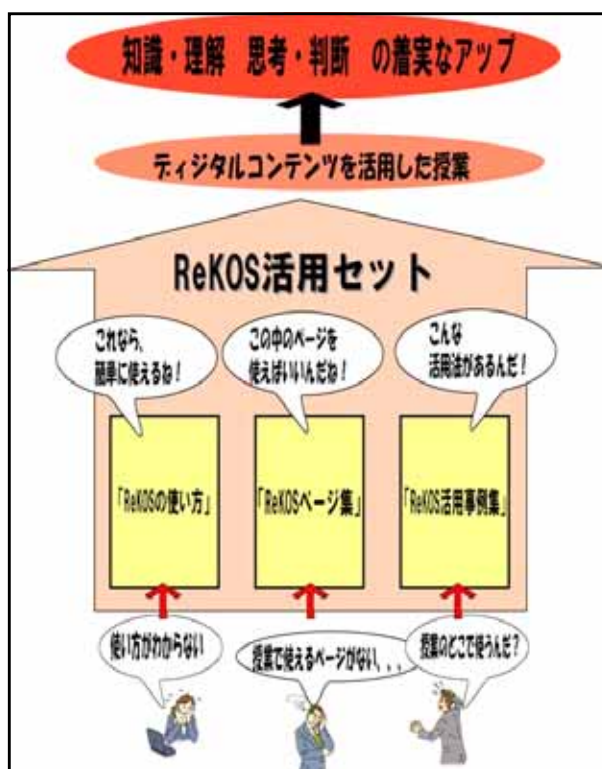 知識・理解　思考・判断　の着実なアップ
ディジタルコンテンツを活用した授業
ReKOS活用セット
これなら、
簡単に使えるね！
この中のページを
使えばいいんだね！
こんな
活用法があるんだ！
「ReKOSの使い方」
「ReKOSページ集」
「ReKOS活用事例集」
使い方がわからない
授業で使えるページがない、、、
授業のどこで使うんだ？